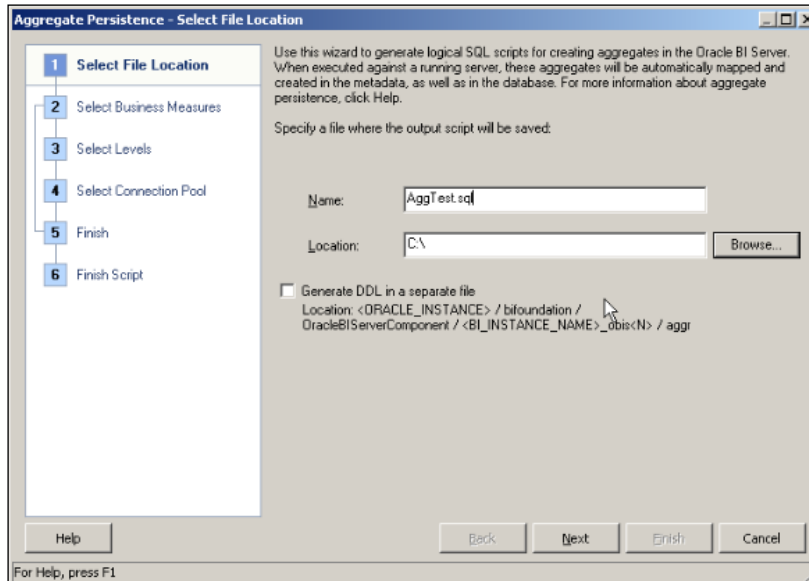 Aggregate Persistence - Select File Location
1 Select File Location
2 Select Business Measures
3 Select Levels
4 Select Connection Pool
5 Finish
6 Finish Script
Use this wizard to generate logical SQL scripts for creating aggregates in the Oracle BI Server.
When executed against a running server, these aggregates will be automatically mapped and
created in the metadata, as well as in the database. For more information about aggregate
persistence, click Help.
Specify a file where the output script will be saved:
Name: AggTest.sql
Location: C:\ Browse...
Generate DDL in a separate file
Location: <ORACLE_INSTANCE> / bifoundation /
OracleBIServerComponent / <BI_INSTANCE_NAME>_obis<N> / aggr
Help Back Next Finish Cancel
For Help, press F1